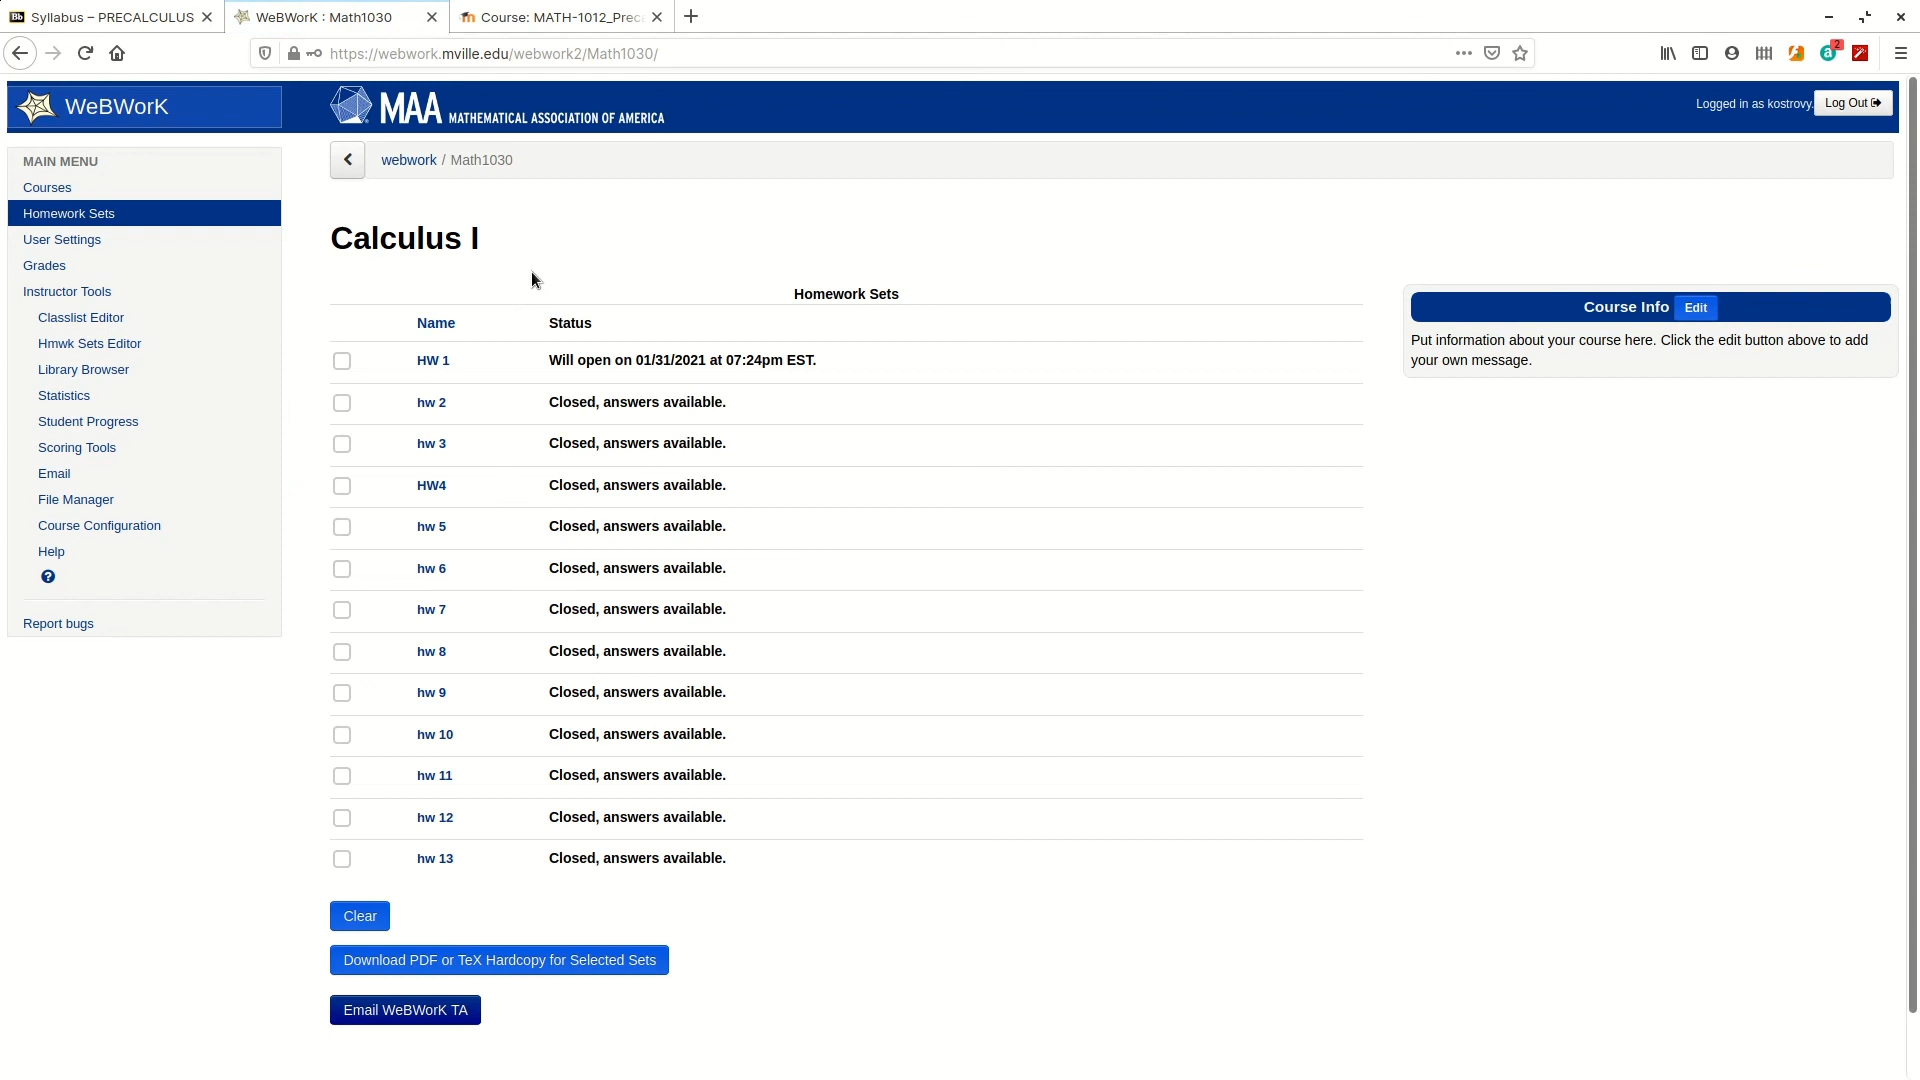 Syllabus – PRECALCULUS
WeBWorK : Math1030
Course: MATH-1012_Prec
https://webwork.mville.edu/webwork2/Math1030/
2
WeBWorK
MAA MATHEMATICAL ASSOCIATION OF AMERICA
Logged in as kostrovy.
Log Out
MAIN MENU
Courses
Homework Sets
User Settings
Grades
Instructor Tools
Classlist Editor
Hmwk Sets Editor
Library Browser
Statistics
Student Progress
Scoring Tools
Email
File Manager
Course Configuration
Help
?
Report bugs
webwork / Math1030
Calculus I
Homework Sets
Name Status
HW 1 Will open on 01/31/2021 at 07:24pm EST.
hw 2 Closed, answers available.
hw 3 Closed, answers available.
HW4 Closed, answers available.
hw 5 Closed, answers available.
hw 6 Closed, answers available.
hw 7 Closed, answers available.
hw 8 Closed, answers available.
hw 9 Closed, answers available.
hw 10 Closed, answers available.
hw 11 Closed, answers available.
hw 12 Closed, answers available.
hw 13 Closed, answers available.
Clear
Download PDF or TeX Hardcopy for Selected Sets
Email WeBWorK TA
Course Info Edit
Put information about your course here. Click the edit button above to add
your own message.